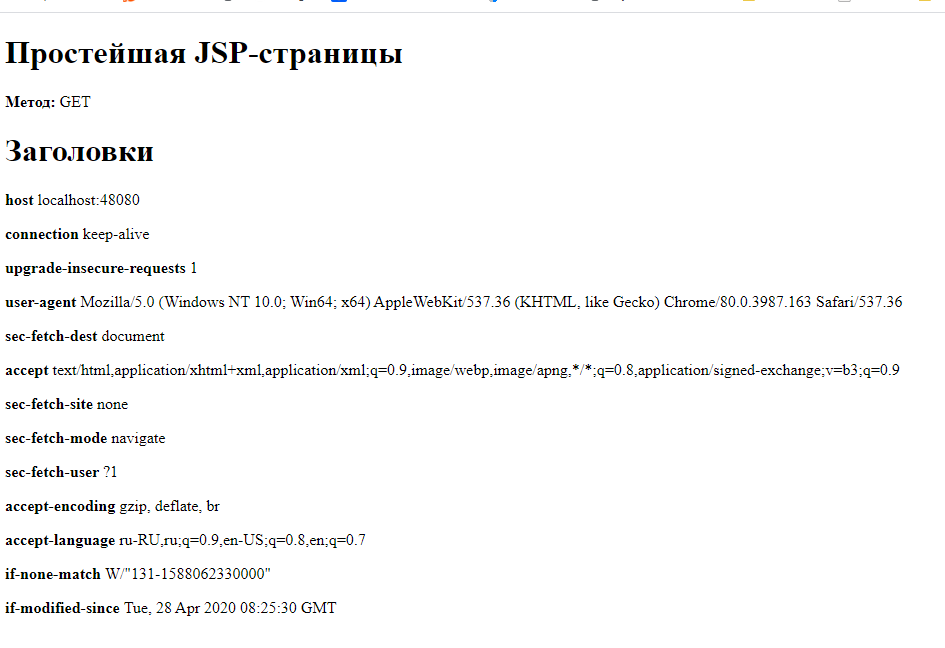 Простейшая JSP-страницы
Метод: GET
Заголовки
host localhost:48080
connection keep-alive
upgrade-insecure-requests 1
user-agent Mozilla/5.0 (Windows NT 10.0; Win64; x64) AppleWebKit/537.36 (KHTML, like Gecko) Chrome/80.0.3987.163 Safari/537.36
sec-fetch-dest document
accept text/html,application/xhtml+xml,application/xml;q=0.9,image/webp,image/apng,*/*;q=0.8,application/signed-exchange;v=b3;q=0.9
sec-fetch-site none
sec-fetch-mode navigate
sec-fetch-user ?1
accept-encoding gzip, deflate, br
accept-language ru-RU,ru;q=0.9,en-US;q=0.8,en;q=0.7
if-none-match W/"131-1588062330000"
if-modified-since Tue, 28 Apr 2020 08:25:30 GMT